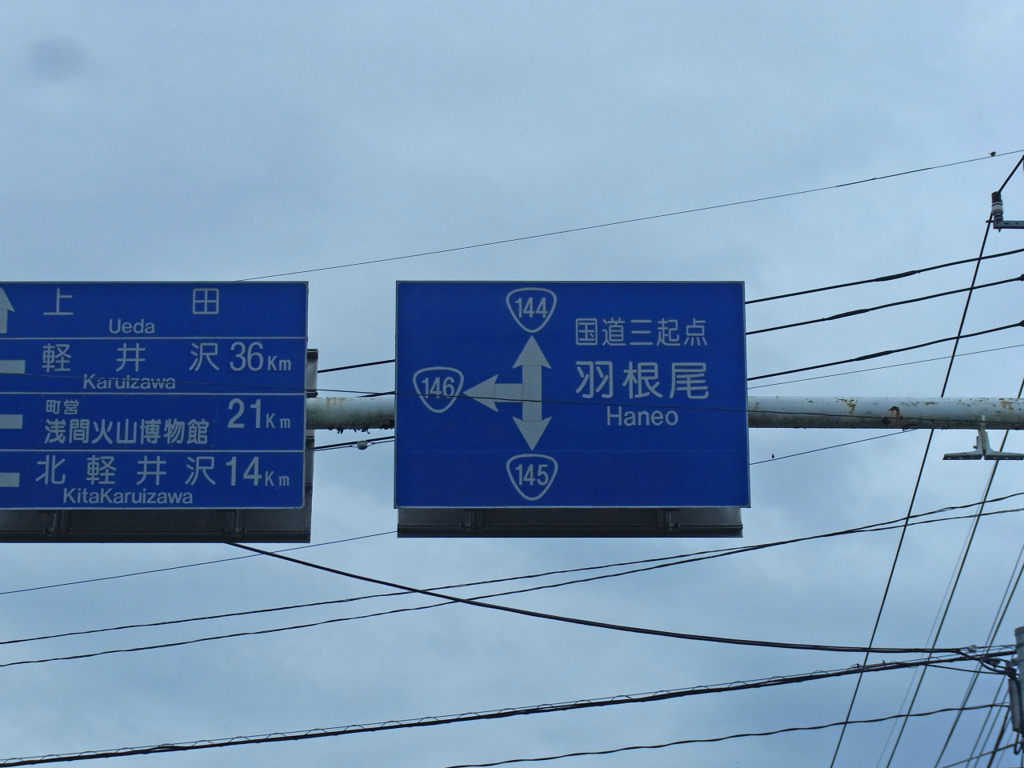 上 田
Ueda
軽 井 沢 36Km
Karuizawa
町営
浅間火山博物館 21Km
北 軽 井 沢 14Km
KitaKaruizawa
144
国道三起点
146
羽根尾
Haneo
145